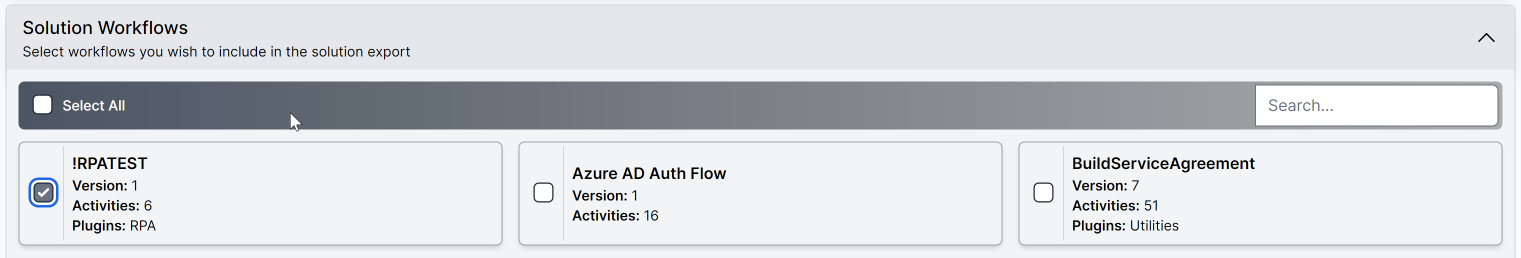 Solution Workflows
Select workflows you wish to include in the solution export
Select All
Search...
!RPATEST
Version: 1
Activities: 6
Plugins: RPA
Azure AD Auth Flow
Version: 1
Activities: 16
BuildServiceAgreement
Version: 7
Activities: 51
Plugins: Utilities